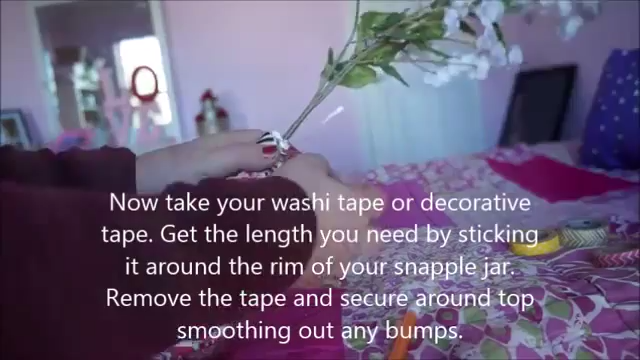 Now take your washi tape or decorative
tape. Get the length you need by sticking
it around the rim of your snapple jar.
Remove the tape and secure around top
smoothing out any bumps.